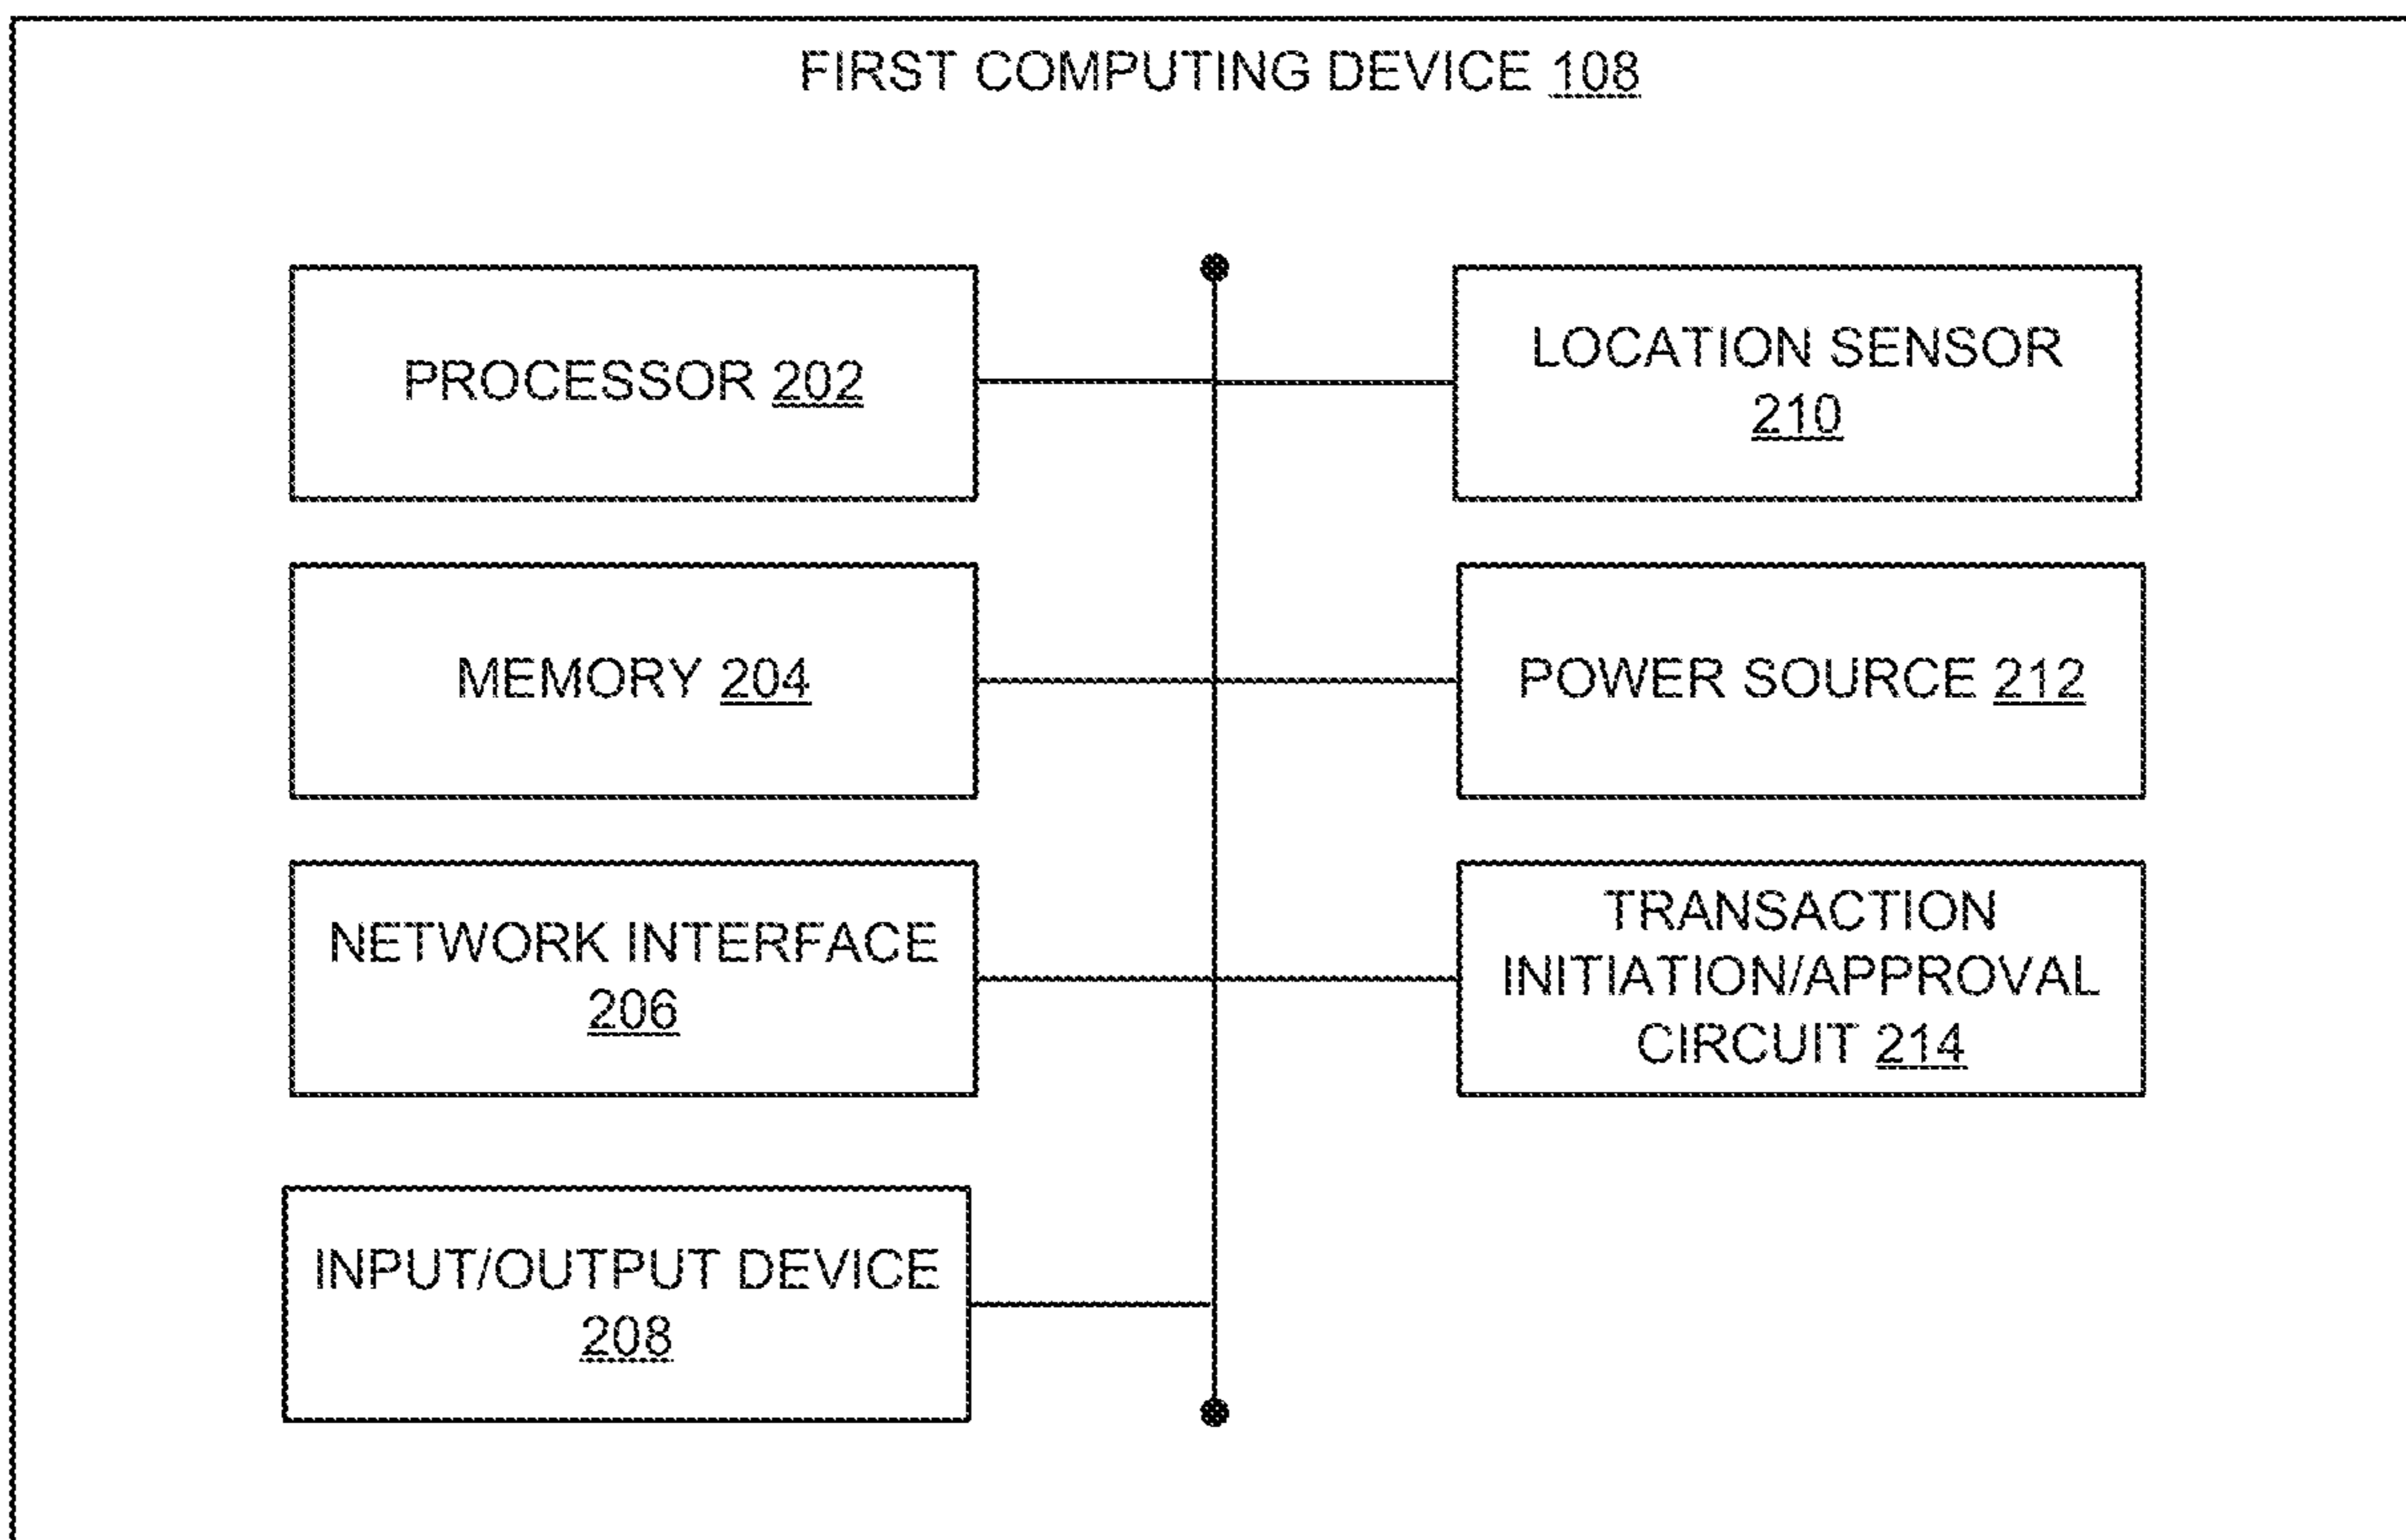 FIRST COMPUTING DEVICE 108
PROCESSOR 202
LOCATION SENSOR
210
MEMORY 204
POWER SOURCE 212
NETWORK INTERFACE
206
TRANSACTION
INITIATION/APPROVAL
CIRCUIT 214
INPUT/OUTPUT DEVICE
208